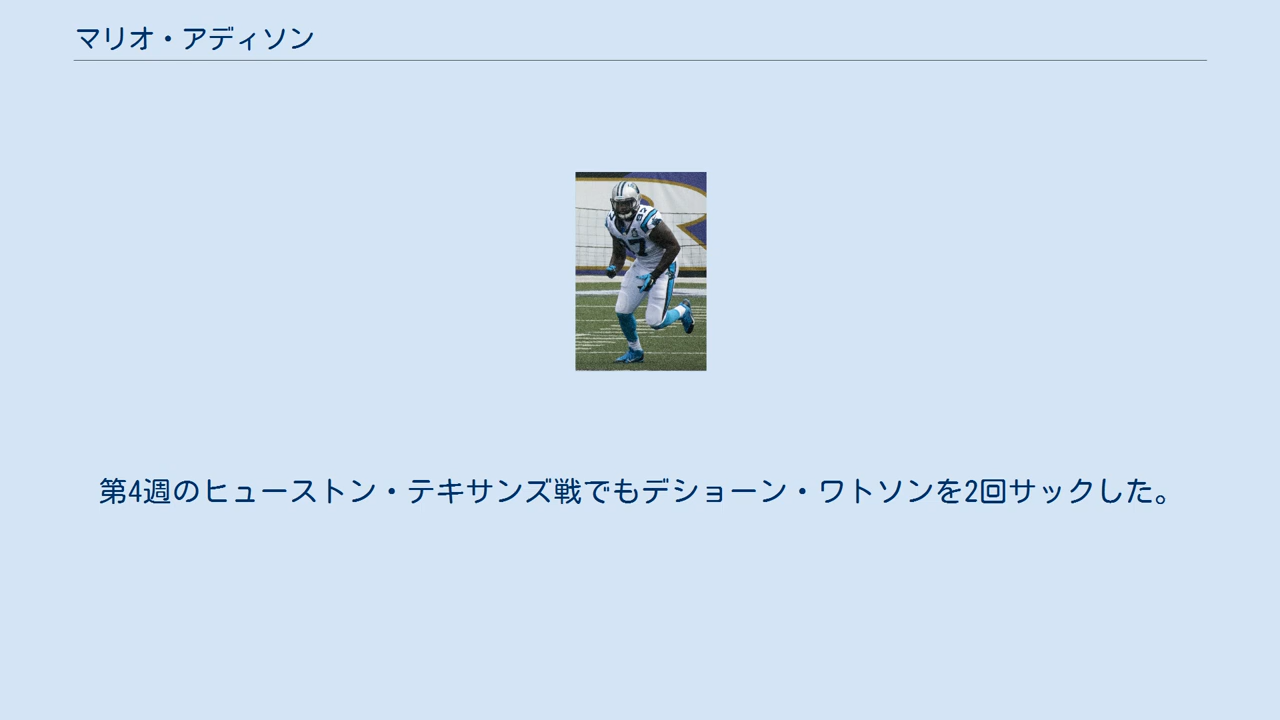 マリオ・アディソン
第4週のヒューストン・テキサンズ戦でもデショーン・ワトソンを2回サックした。